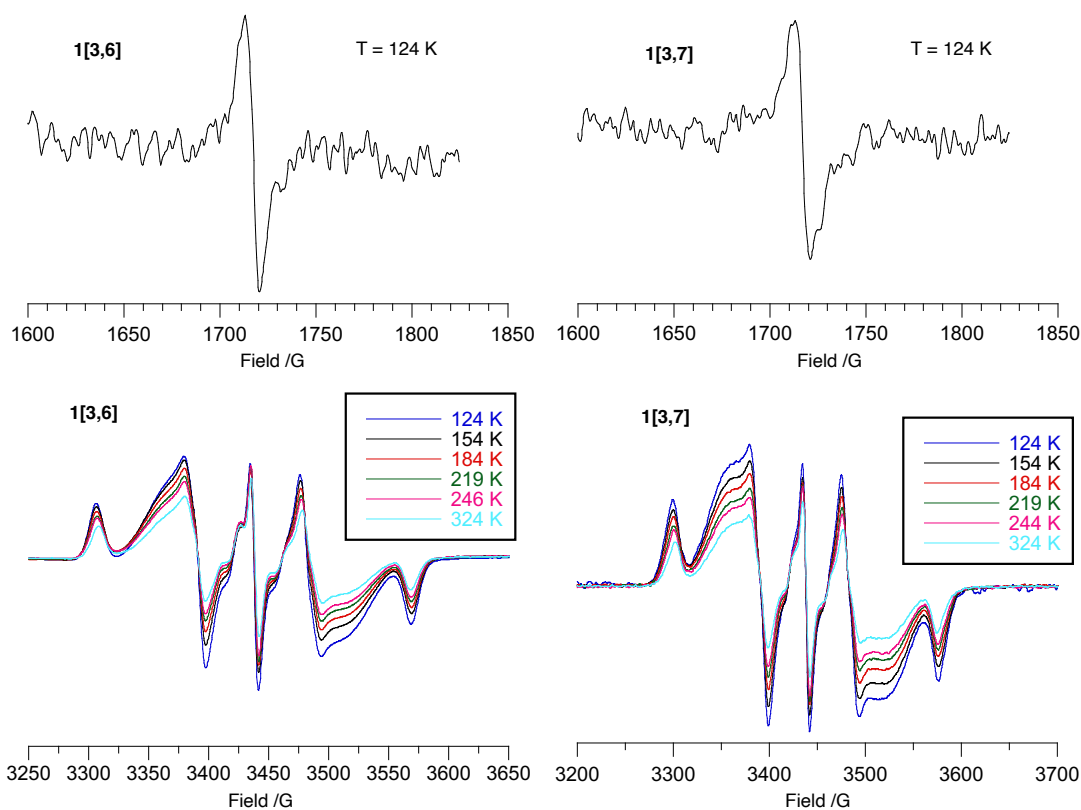 1[3,6]
T = 124 K
1600 1650 1700 1750 1800 1850
Field /G
1[3,7]
T = 124 K
1600 1650 1700 1750 1800 1850
Field /G
1[3,6]
124 K
154 K
184 K
219 K
246 K
324 K
3250 3300 3350 3400 3450 3500 3550 3600 3650
Field /G
1[3,7]
124 K
154 K
184 K
219 K
244 K
324 K
3200 3300 3400 3500 3600 3700
Field /G